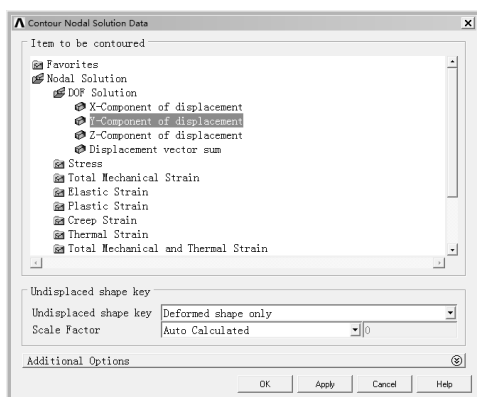 Contour Nodal Solution Data
Item to be contoured
Favorites
Nodal Solution
DOF Solution
X-Component of displacement
Y-Component of displacement
Z-Component of displacement
Displacement vector sum
Stress
Total Mechanical Strain
Elastic Strain
Plastic Strain
Creep Strain
Thermal Strain
Total Mechanical and Thermal Strain
Undisplaced shape key
Undisplaced shape key Deformed shape only
Scale Factor Auto Calculated 0
Additional Options
OK Apply Cancel Help